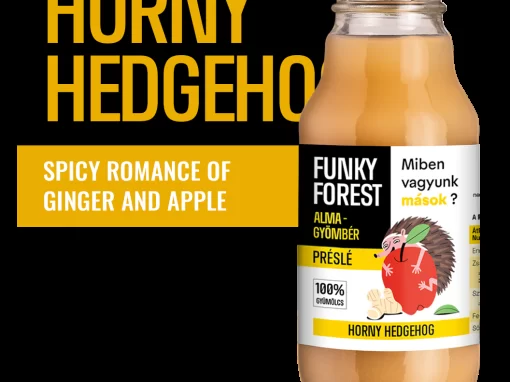 HORNY
HEDGEHOG
SPICY ROMANCE OF
GINGER AND APPLE
FUNKY
FOREST
ALMA-
GYÖMBÉR
PRÉSLÉ
100%
GYÜMÖLCS
HORNY HEDGEHOG
Miben
vagyunk
mások?